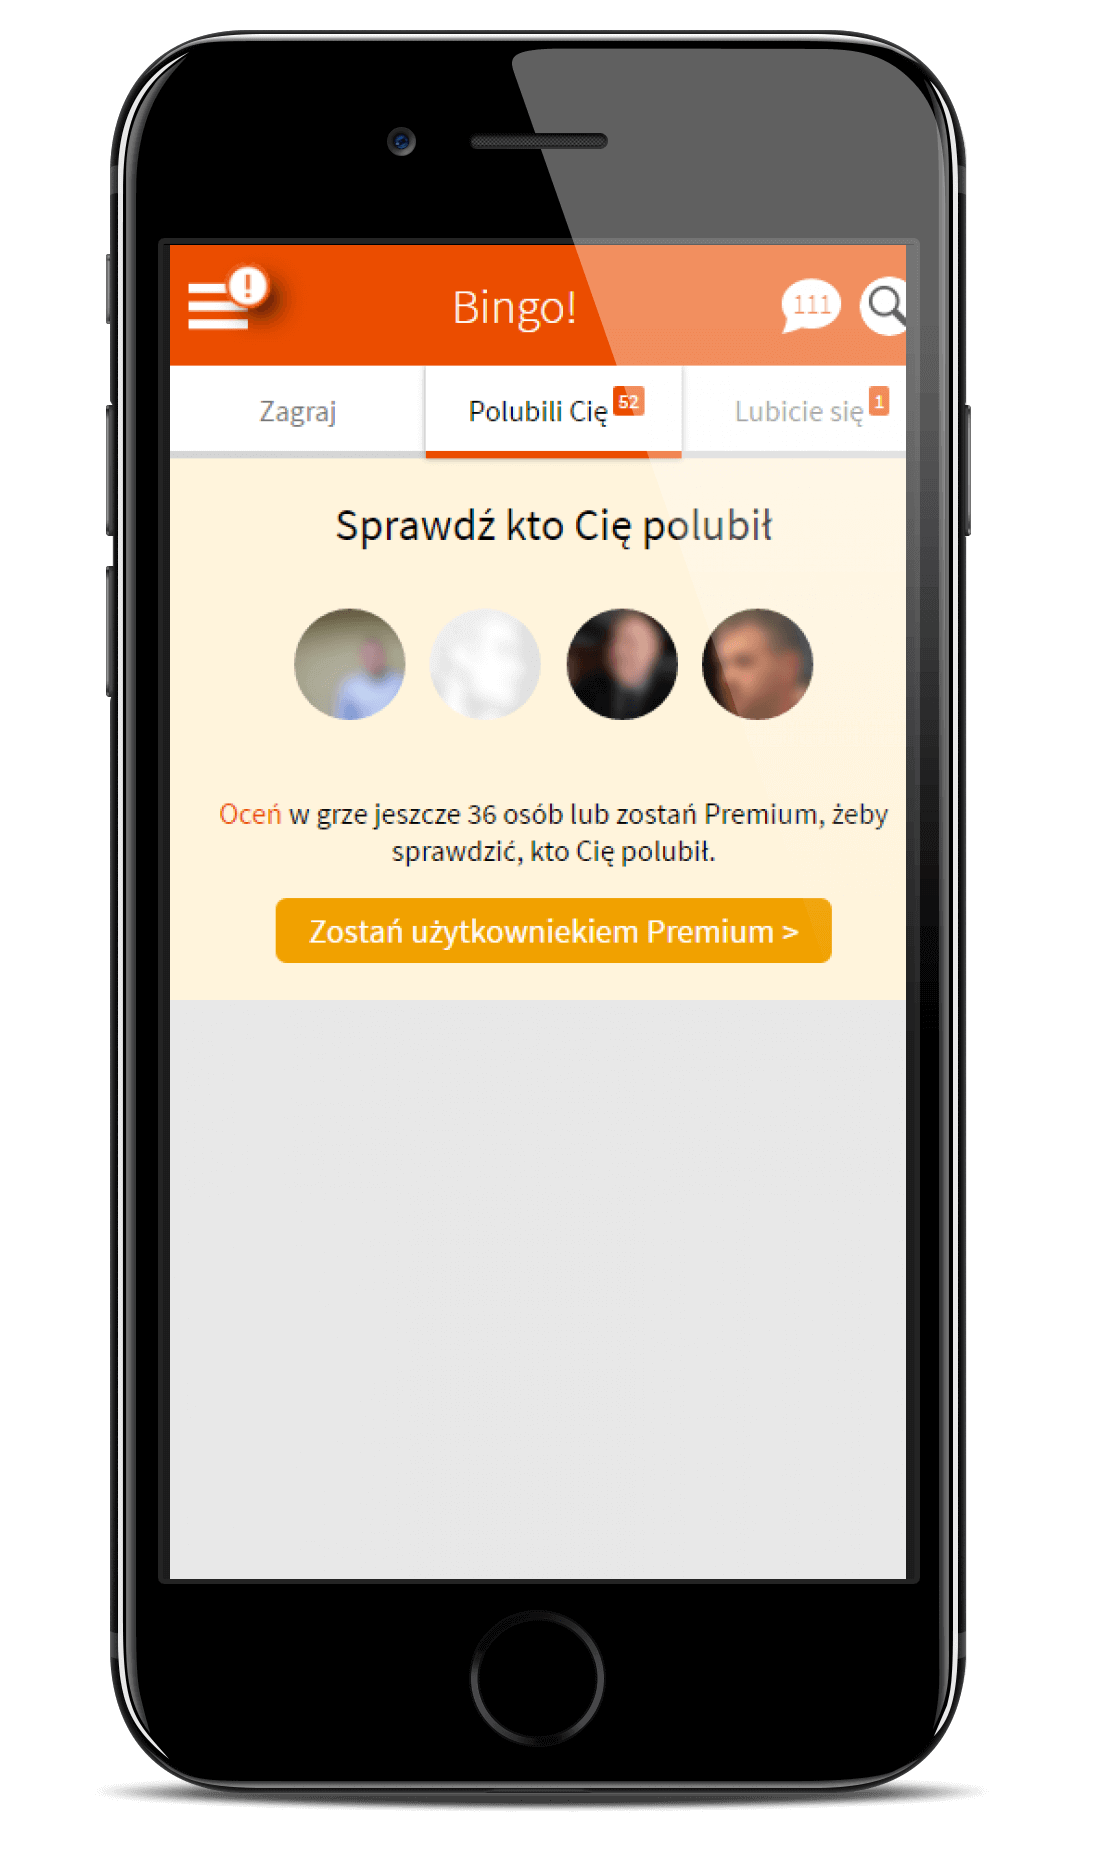 !
Bingo!
111
Zagraj
Polubili Cię 52
Lubicie się 1
Sprawdź kto Cię polubił
Oceń w grze jeszcze 36 osób lub zostań Premium, żeby
sprawdzić, kto Cię polubił.
Zostań użytkowniekiem Premium >